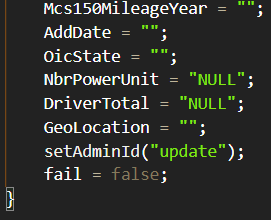 Mcs150MileageYear = "";
AddDate = "";
OicState = "";
NbrPowerUnit = "NULL";
DriverTotal = "NULL";
GeoLocation = "";
setAdminId("update");
fail = false;
}